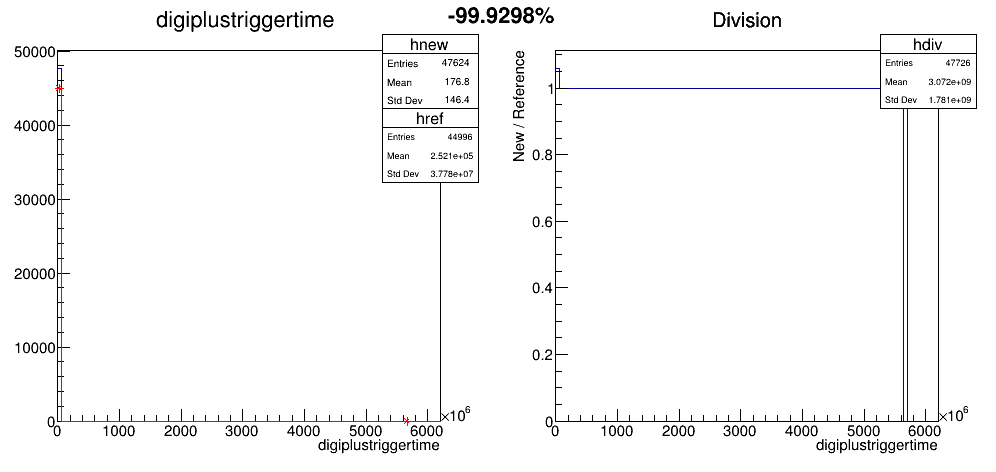 digiplustriggertime
-99.9298%
Division
hnew
Entries 47624
Mean 176.8
Std Dev 146.4
href
Entries 44996
Mean 2.521e+05
Std Dev 3.778e+07
50000
40000
30000
20000
10000
0
0 1000 2000 3000 4000 5000 6000
×10⁶
digiplustriggertime
hdiv
Entries 47726
Mean 3.072e+09
Std Dev 1.781e+09
New / Reference
1
0.8
0.6
0.4
0.2
0
0 1000 2000 3000 4000 5000 6000
×10⁶
digiplustriggertime